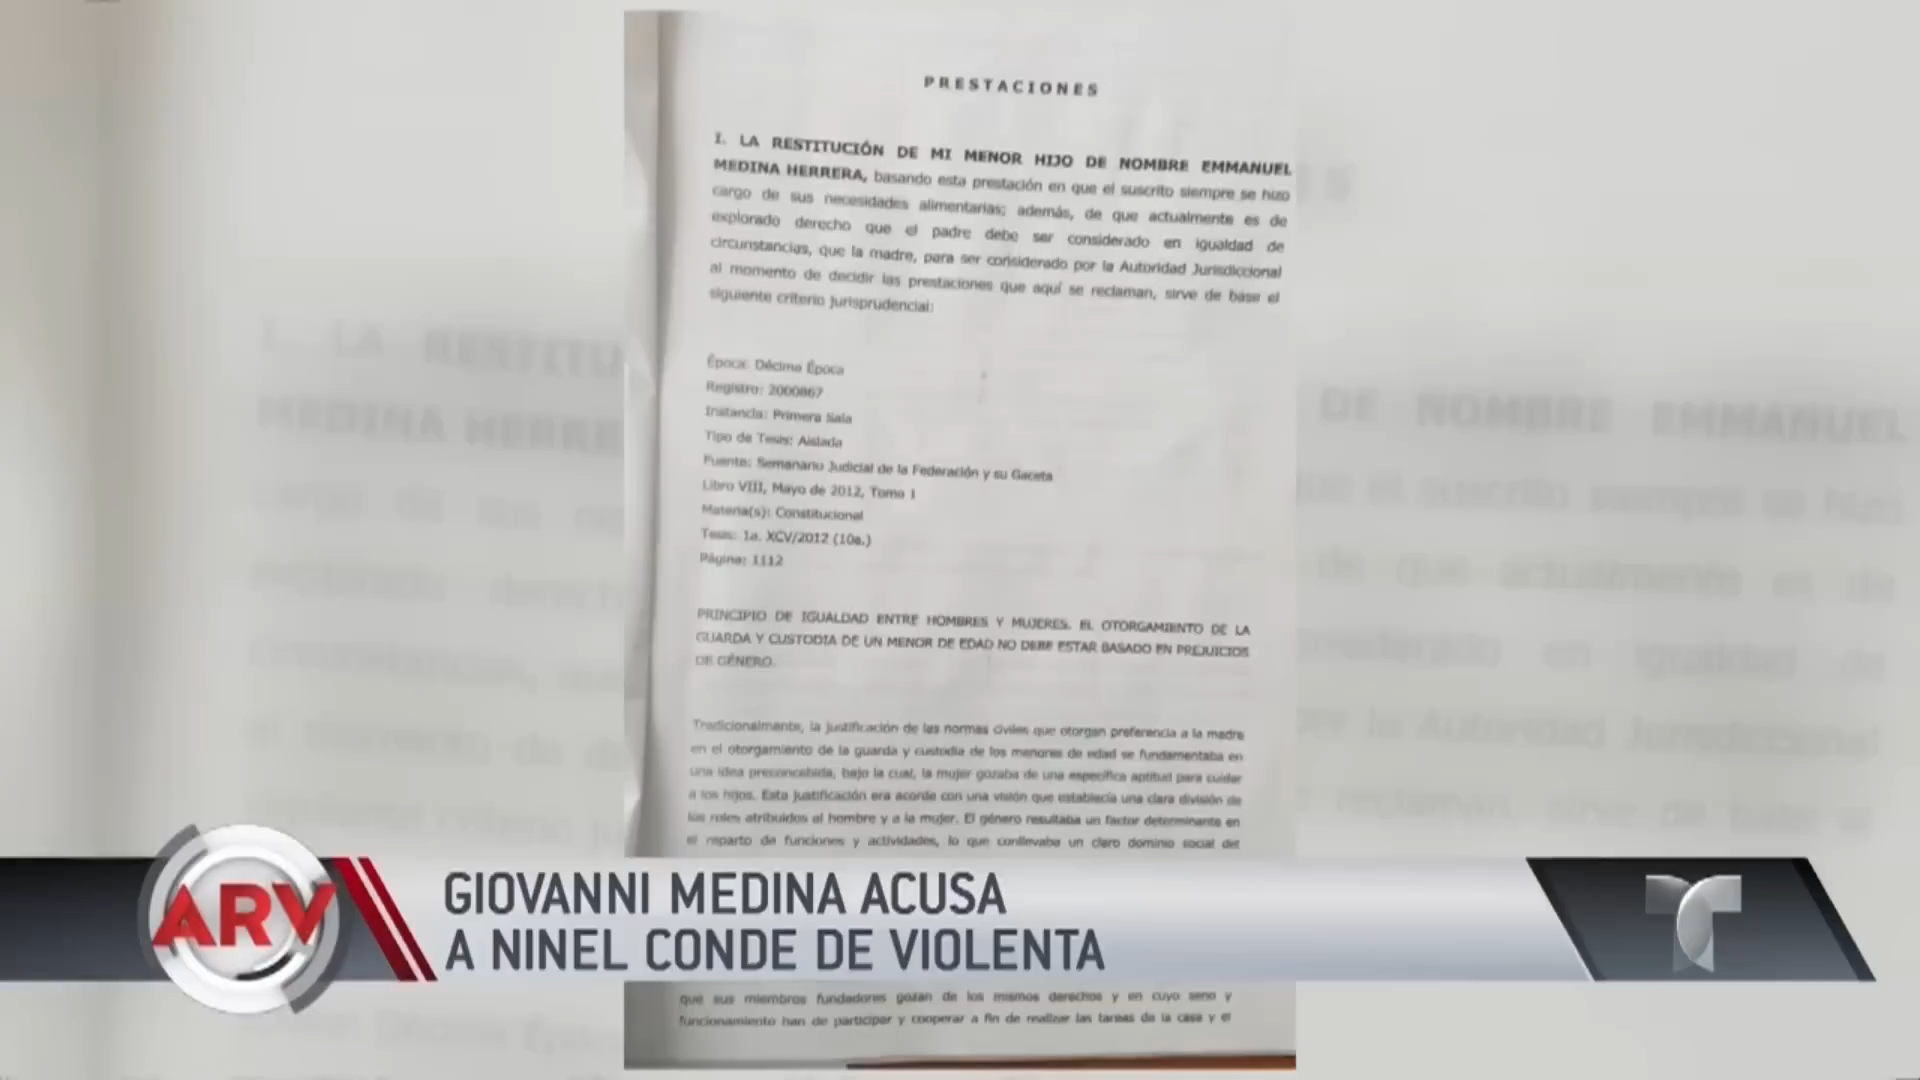 PRESTACIONES
I. LA RESTITUCIÓN DE MI MENOR HIJO DE NOMBRE EMMANUEL
MEDINA HERRERA, basando esta prestación en que el suscrito siempre se hizo
cargo de sus necesidades alimentarias; además, de que actualmente es de
explorado derecho que el padre debe ser considerado en igualdad de
circunstancias, que la madre, para ser considerado por la Autoridad Jurisdiccional
al momento de decidir las prestaciones que aquí se reclaman, sirve de base el
siguiente criterio jurisprudencial:
Época: Décima Época
Registro: 2000867
Instancia: Primera Sala
Tipo de Tesis: Aislada
Fuente: Semanario Judicial de la Federación y su Gaceta
Libro VIII, Mayo de 2012, Tomo 1
Materia(s): Constitucional
Tesis: 1a. XCV/2012 (10a.)
Página: 1112
PRINCIPIO DE IGUALDAD ENTRE HOMBRES Y MUJERES. EL OTORGAMIENTO DE LA
GUARDA Y CUSTODIA DE UN MENOR DE EDAD NO DEBE ESTAR BASADO EN PREJUICIOS
DE GÉNERO.
Tradicionalmente, la justificación de las normas civiles que otorgan preferencia a la madre
en el otorgamiento de la guarda y custodia de los menores de edad se fundamentaba en
una idea preconcebida, bajo la cual, la mujer gozaba de una específica aptitud para cuidar
a los hijos. Esta justificación era acorde con una visión que establecía una clara división de
los roles atribuidos al hombre y a la mujer. El género resultaba un factor determinante en
el reparto de funciones y actividades, lo que conllevaba un claro dominio social del
ARV
GIOVANNI MEDINA ACUSA
A NINEL CONDE DE VIOLENTA
que sus miembros fundadores gozan de los mismos derechos y en cuyo seno y
funcionamiento han de participar y cooperar a fin de realizar las tareas de la casa y el